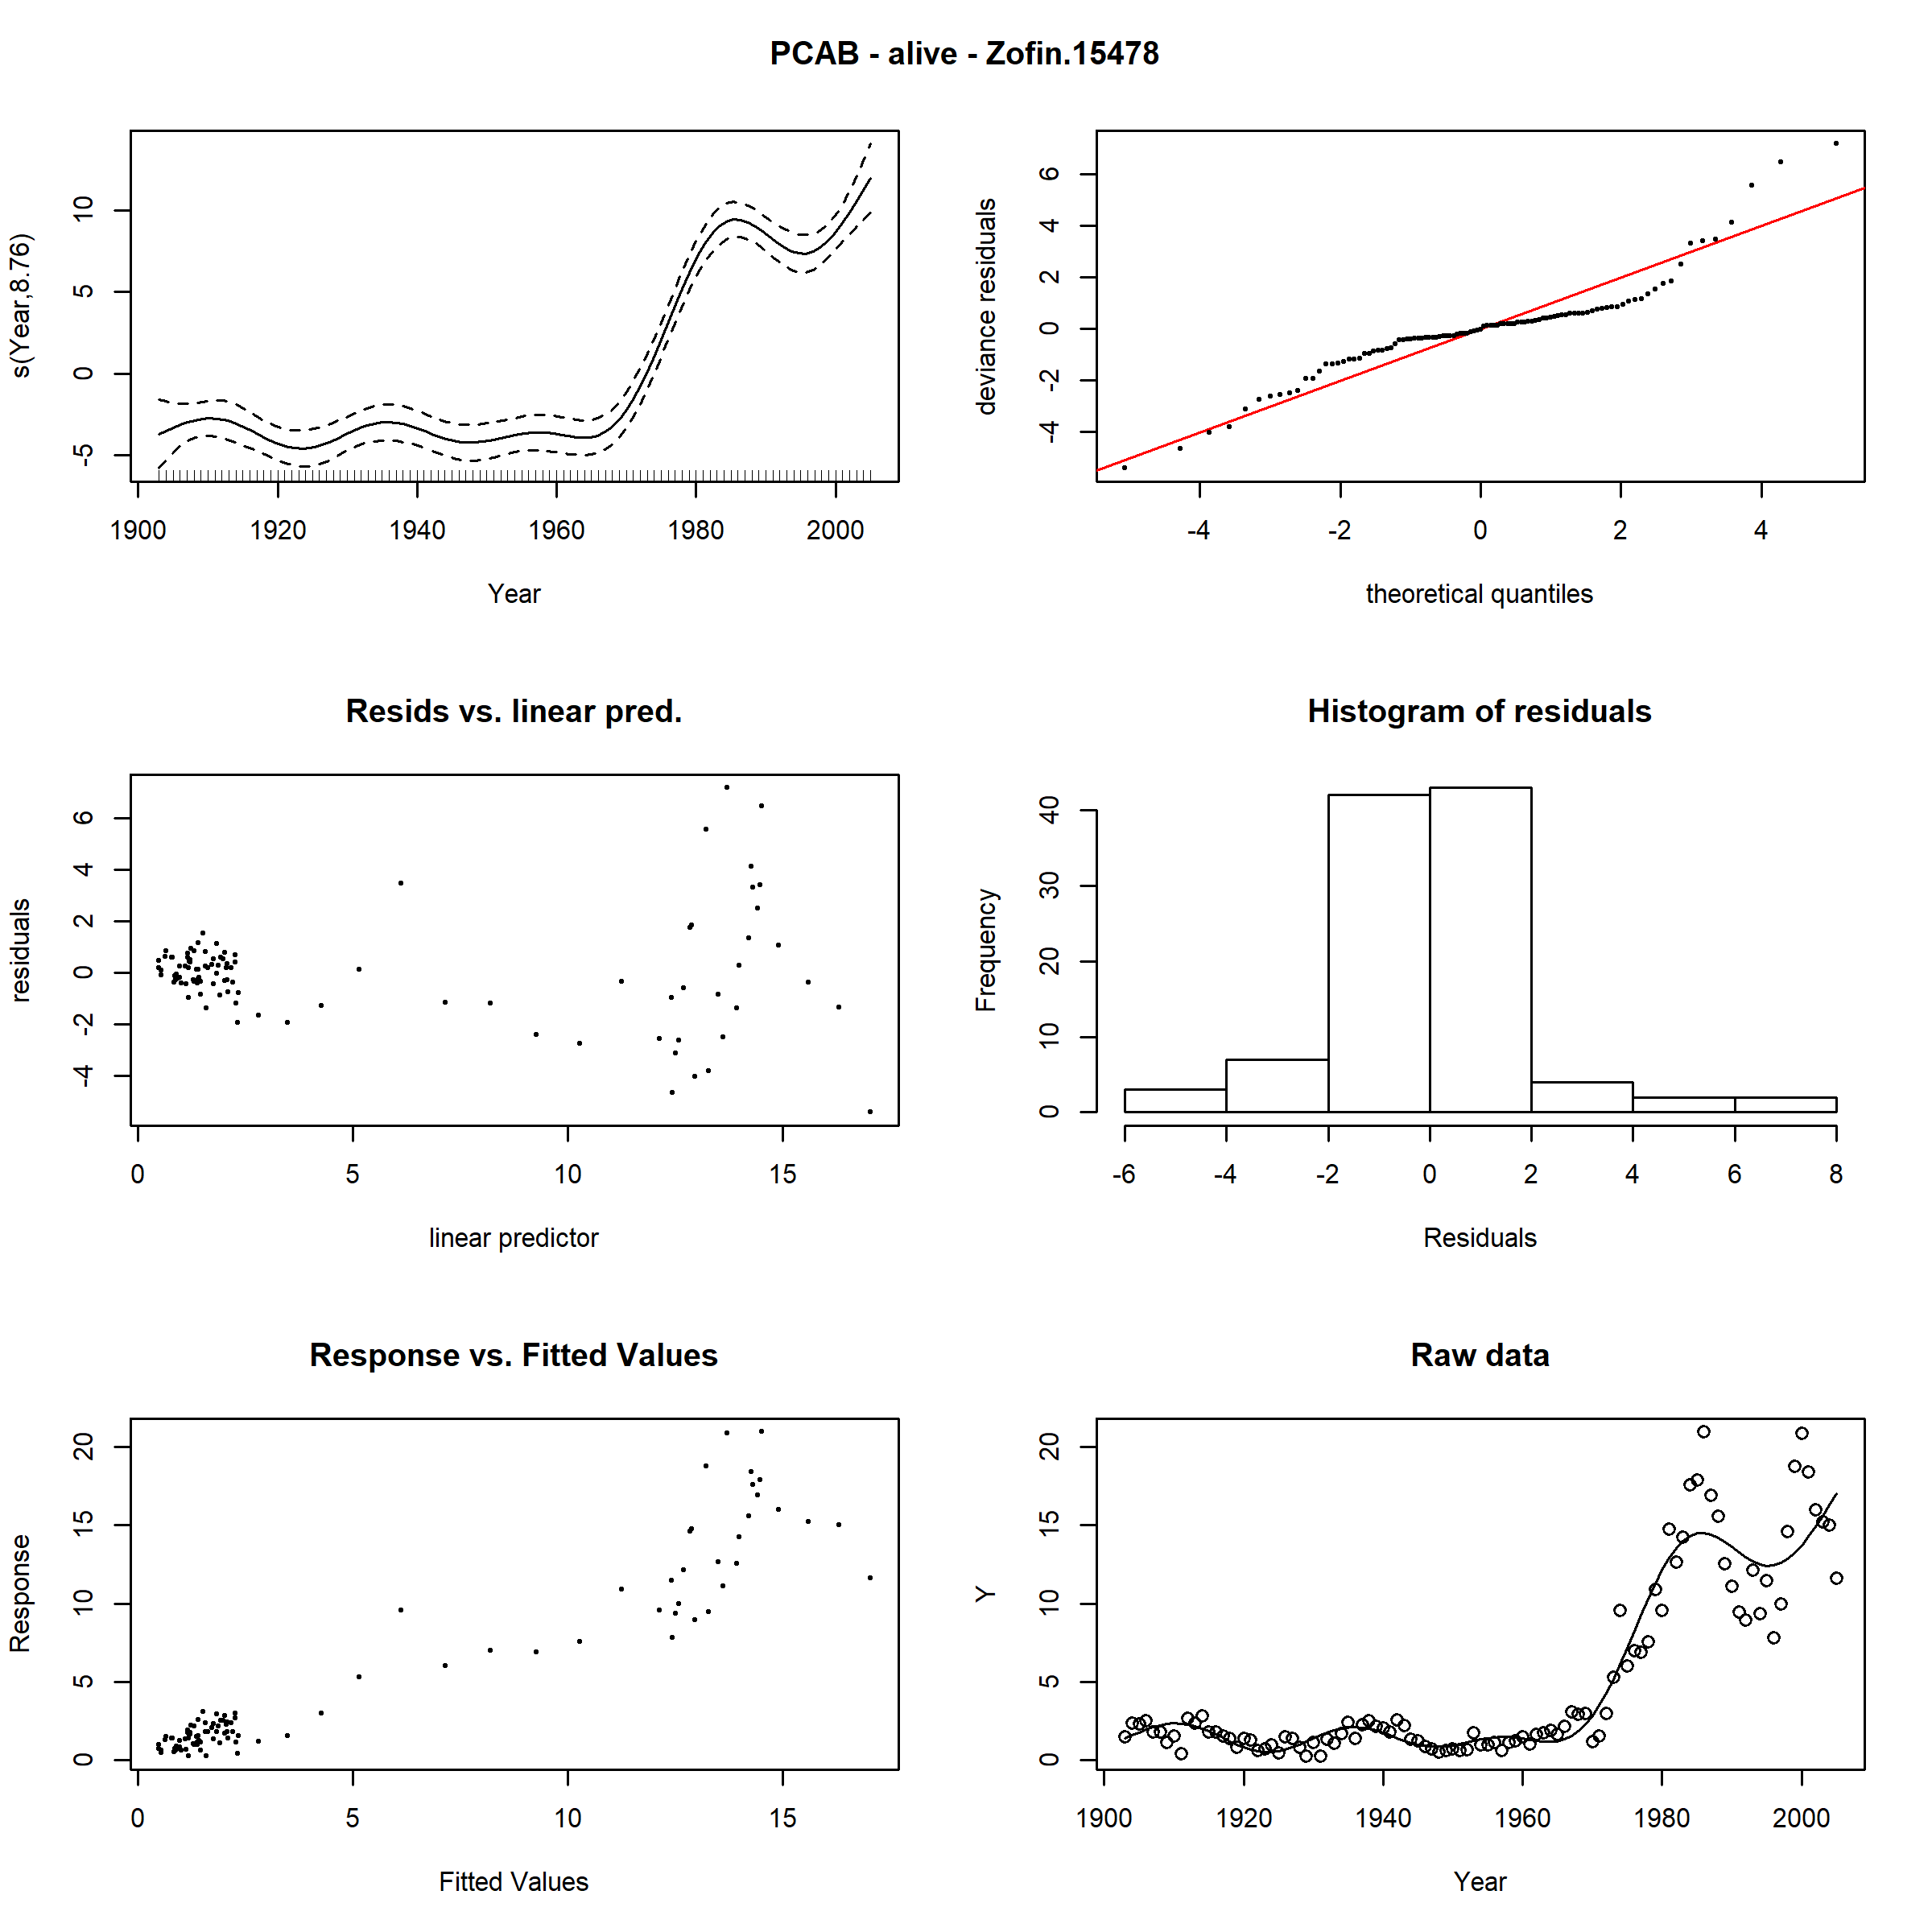 PCAB - alive - Zofin.15478
s(Year,8.76)
-5 0 5 10
1900 1920 1940 1960 1980 2000
Year
deviance residuals
-4 -2 0 2 4 6
-4 -2 0 2 4
theoretical quantiles
Resids vs. linear pred.
residuals
-4 -2 0 2 4 6
0 5 10 15
linear predictor
Histogram of residuals
Frequency
0 10 20 30 40
-6 -4 -2 0 2 4 6 8
Residuals
Response vs. Fitted Values
Response
0 5 10 15 20
0 5 10 15
Fitted Values
Raw data
Y
0 5 10 15 20
1900 1920 1940 1960 1980 2000
Year